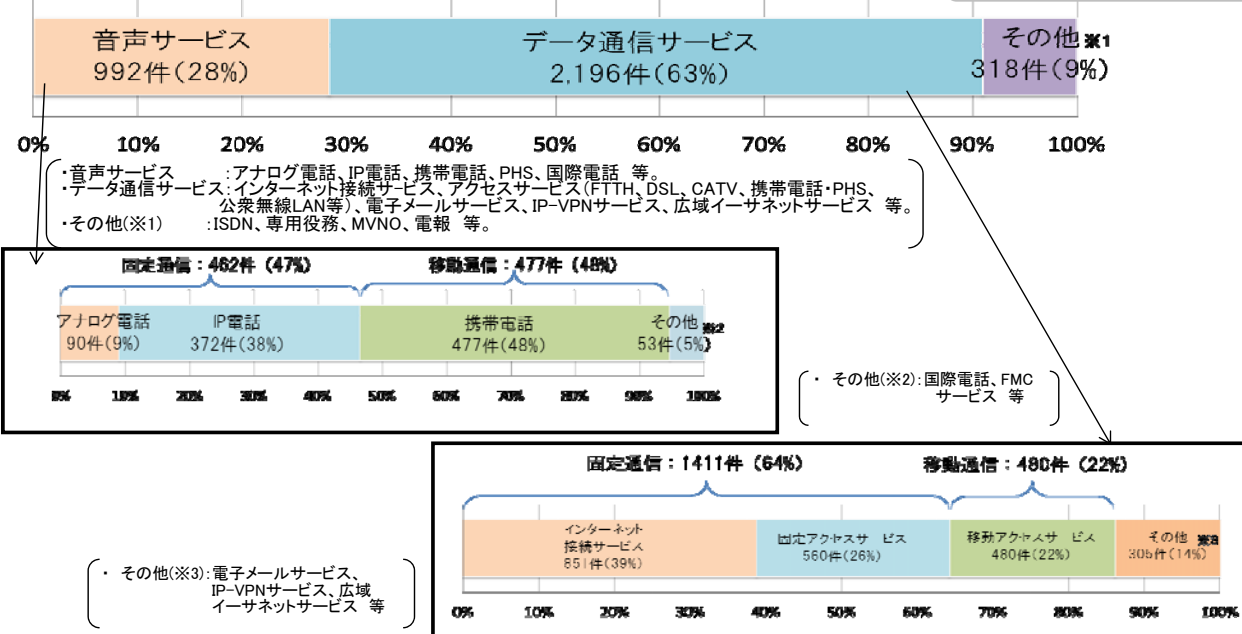 音声サービス
992件(28%)
データ通信サービス
2,196件(63%)
その他※1
318件(9%)
0% 10% 20% 30% 40% 50% 60% 70% 80% 90% 100%
・音声サービス :アナログ電話、IP電話、携帯電話、PHS、国際電話 等。
・データ通信サービス:インターネット接続サービス、アクセスサービス(FTTH、DSL、CATV、携帯電話・PHS、
公衆無線LAN等)、電子メールサービス、IP-VPNサービス、広域イーサネットサービス 等。
・その他(※1) :ISDN、専用役務、MVNO、電報 等。
固定通信:462件(47%)
移動通信:477件(48%)
アナログ電話
90件(9%)
IP電話
372件(38%)
携帯電話
477件(48%)
その他※2
53件(5%)
0% 10% 20% 30% 40% 50% 60% 70% 80% 90% 100%
・ その他(※2):国際電話、FMC
サービス 等
固定通信:1411件(64%)
移動通信:480件(22%)
インターネット
接続サービス
851件(39%)
固定アクセスサービス
560件(26%)
移動アクセスサービス
480件(22%)
その他 ※3
305件(14%)
0% 10% 20% 30% 40% 50% 60% 70% 80% 90% 100%
・ その他(※3):電子メールサービス、
IP-VPNサービス、広域
イーサネットサービス 等